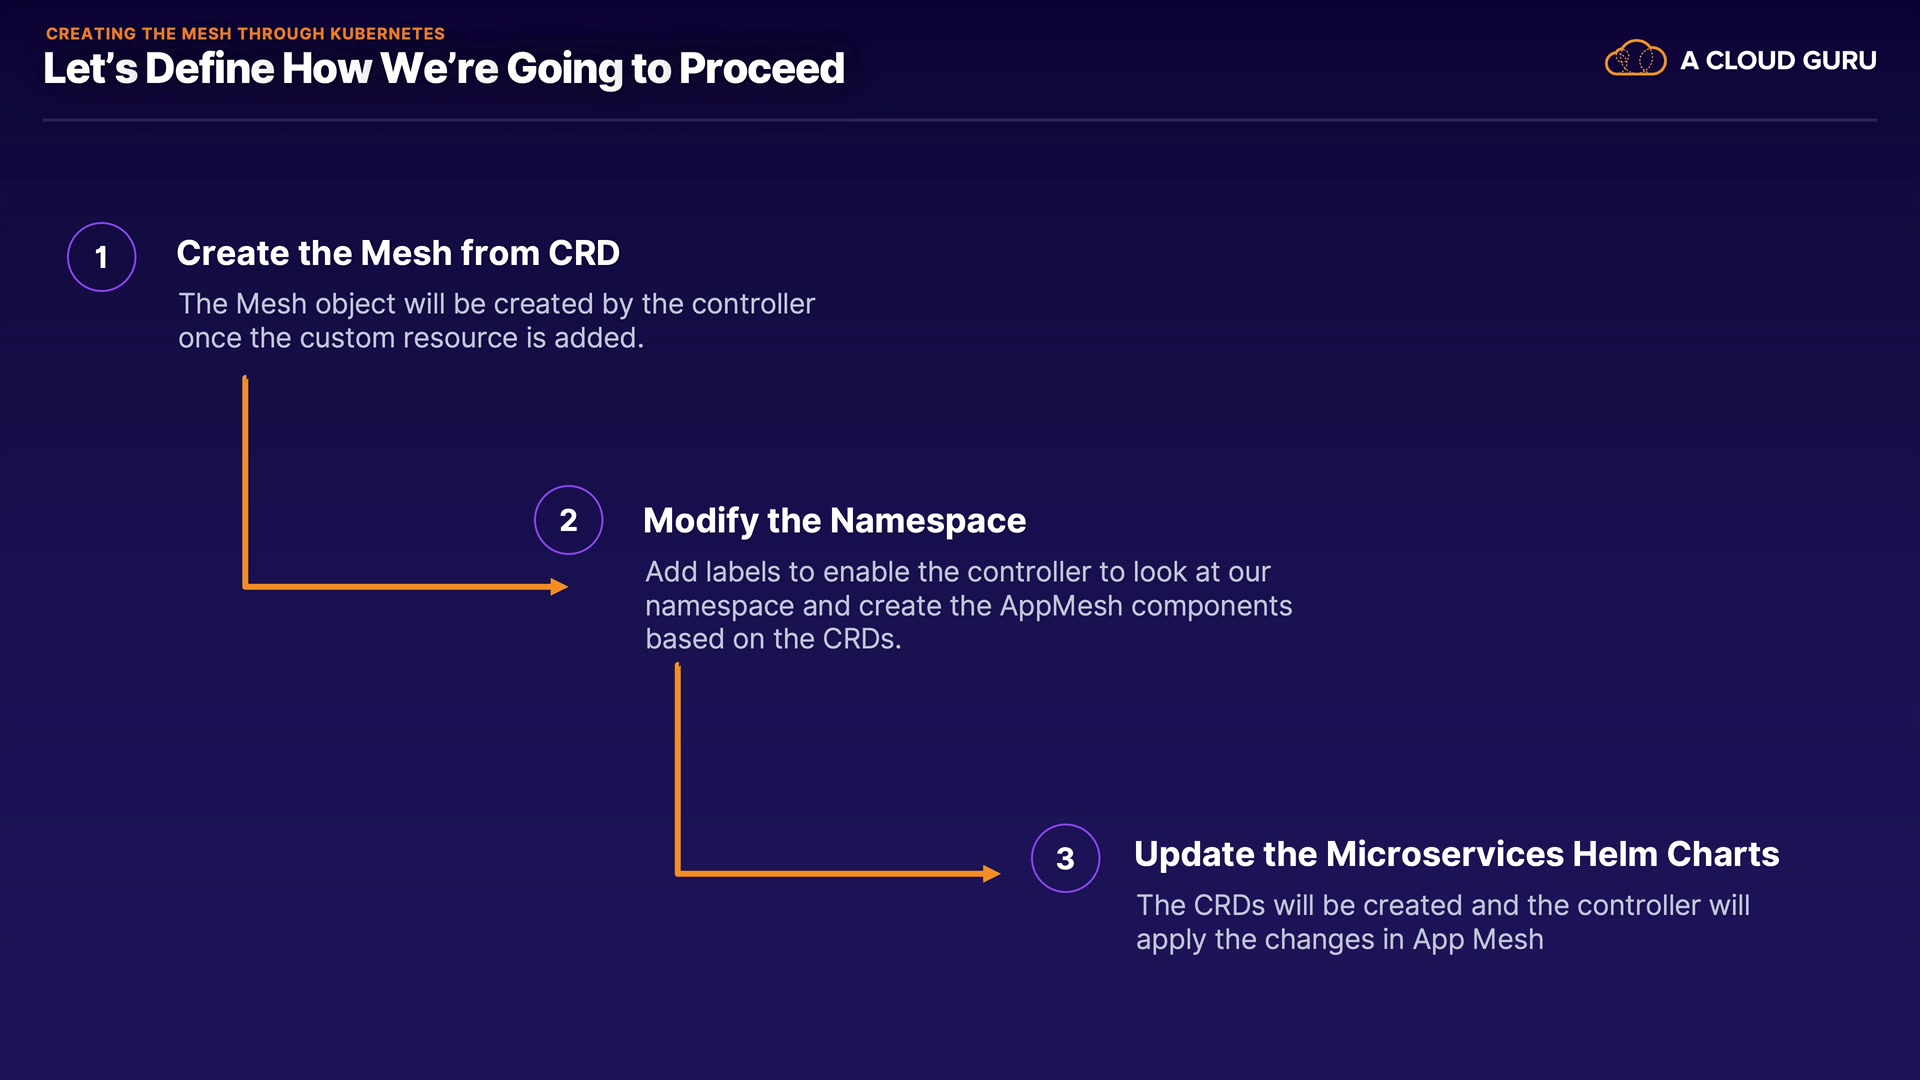 CREATING THE MESH THROUGH KUBERNETES
Let’s Define How We’re Going to Proceed
A CLOUD GURU
1
Create the Mesh from CRD
The Mesh object will be created by the controller
once the custom resource is added.
2
Modify the Namespace
Add labels to enable the controller to look at our
namespace and create the AppMesh components
based on the CRDs.
3
Update the Microservices Helm Charts
The CRDs will be created and the controller will
apply the changes in App Mesh